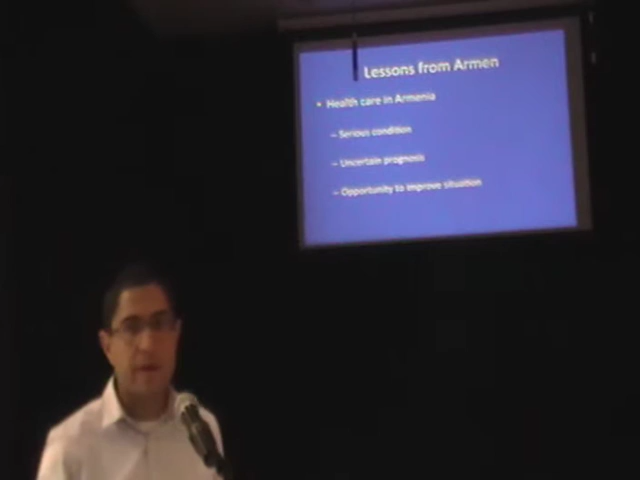 Lessons from Armen
• Health care in Armenia
– Serious condition
– Uncertain prognosis
– Opportunity to improve situation